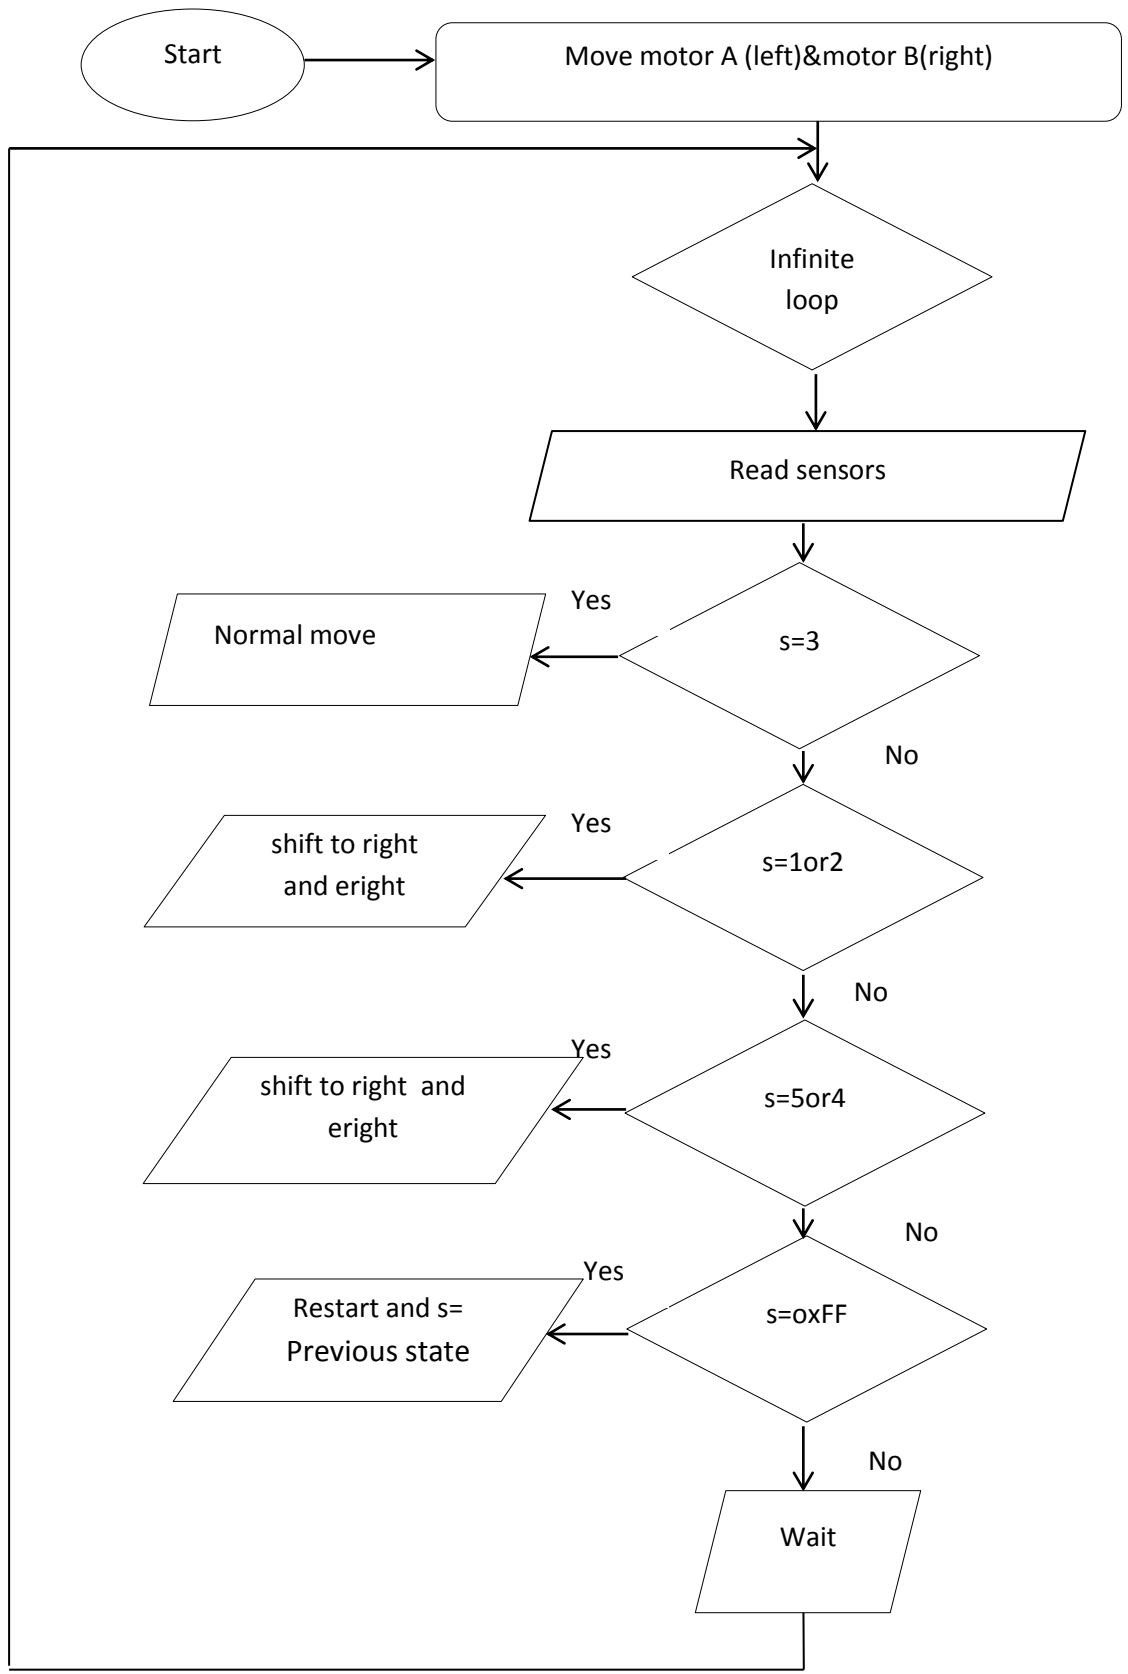 Start
Move motor A (left)&motor B(right)
Infinite
loop
Read sensors
Yes
Normal move
s=3
No
Yes
shift to right
and eright
s=1or2
No
Yes
shift to right  and
eright
s=5or4
No
Yes
Restart and s=
Previous state
s=oxFF
No
Wait